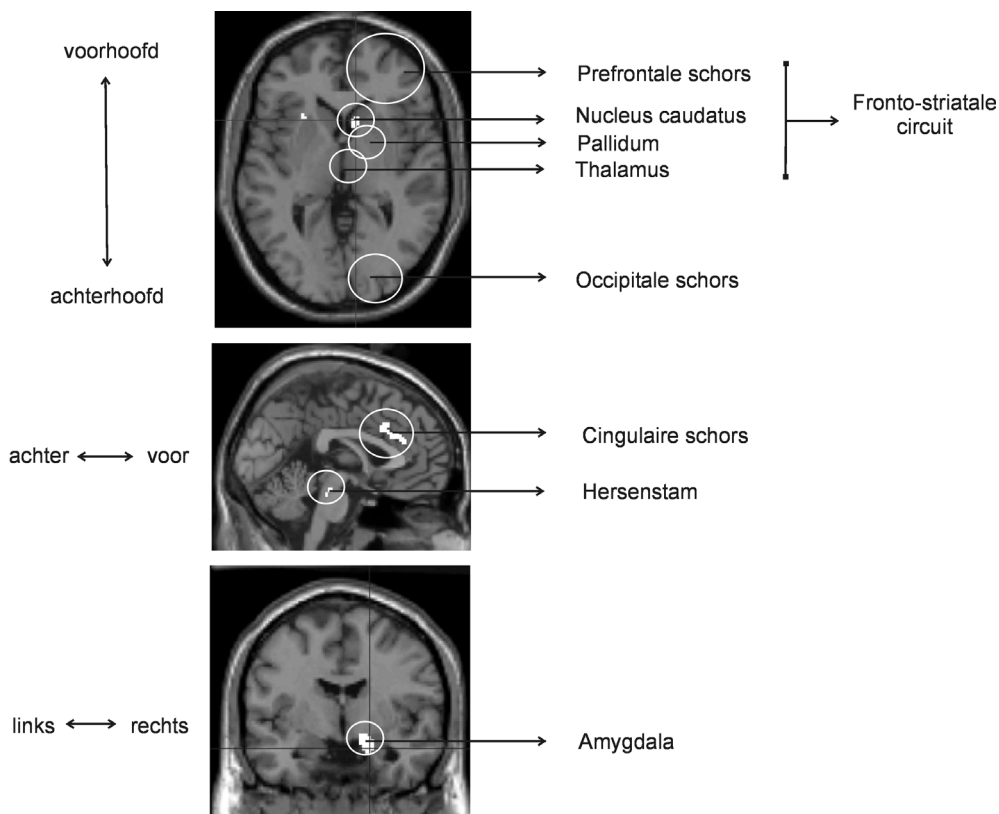 voorhoofd
achterhoofd
Prefrontale schors
Nucleus caudatus
Pallidum
Thalamus
Fronto-striatale
circuit
Occipitale schors
achter
voor
Cingulaire schors
Hersenstam
links
rechts
Amygdala